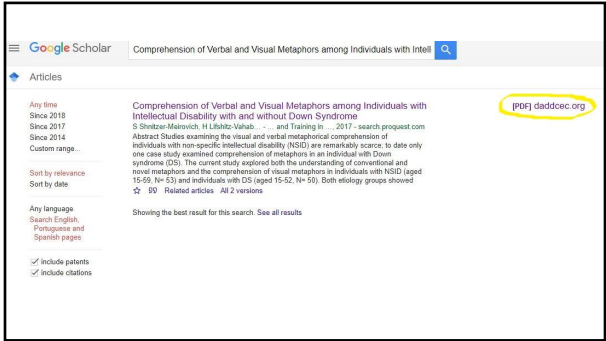 Google Scholar
Comprehension of Verbal and Visual Metaphors among Individuals with Intell
Articles
Any time
Since 2018
Since 2017
Since 2014
Custom range...
Sort by relevance
Sort by date
Any language
Search English,
Portuguese and
Spanish pages
include patents
include citations
Comprehension of Verbal and Visual Metaphors among Individuals with
Intellectual Disability with and without Down Syndrome
S Shnitzer-Meirovich, H Lifshitz-Vahab... - ... and Training in ..., 2017 - search.proquest.com
Abstract Studies examining the visual and verbal metaphorical comprehension of
individuals with non-specific intellectual disability (NSID) are remarkably scarce; to date only
one case study examined comprehension of metaphors in an individual with Down
syndrome (DS). The current study explored both the understanding of conventional and
novel metaphors and the comprehension of visual metaphors in individuals with NSID (aged
15-59, N= 53) and individuals with DS (aged 15-52, N= 50). Both etiology groups showed
Related articles All 2 versions
Showing the best result for this search. See all results
[PDF] daddcec.org